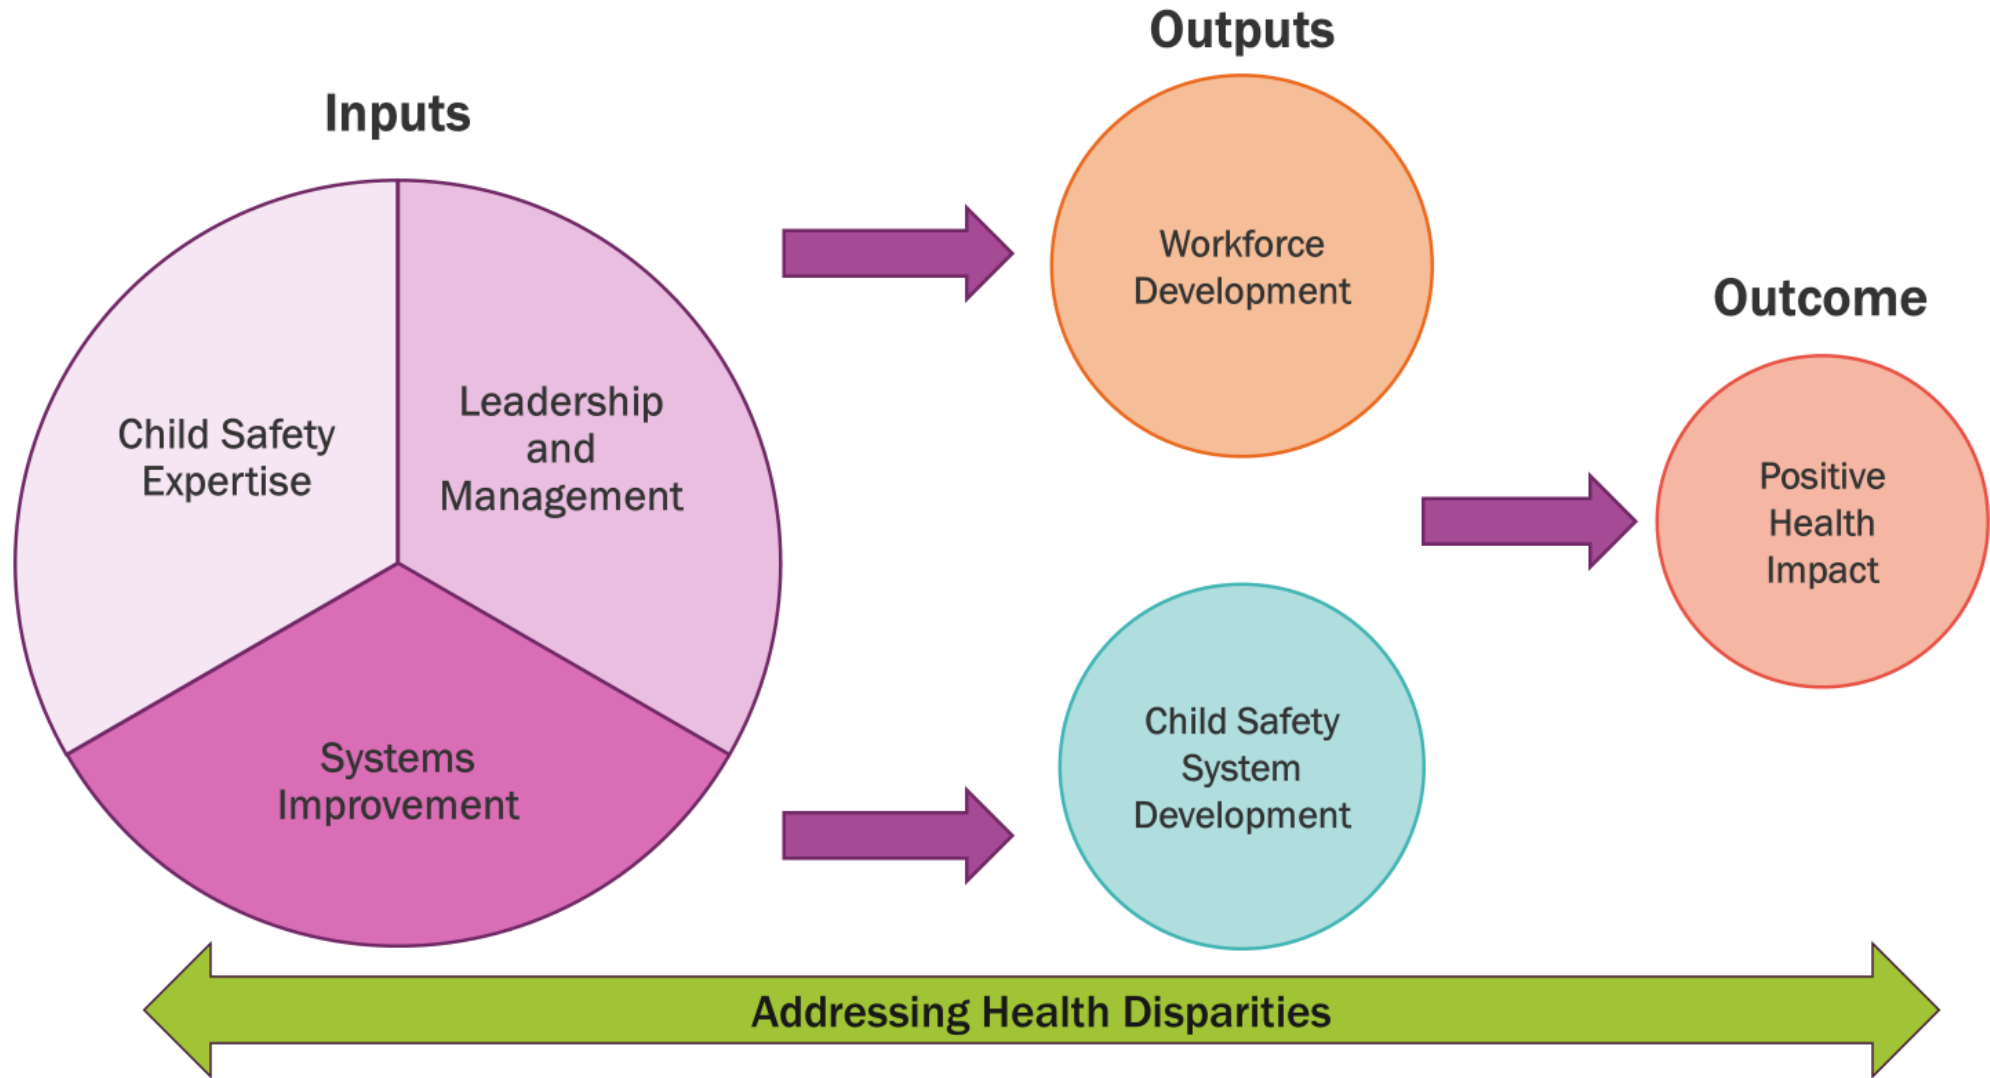 Inputs
Child Safety
Expertise
Leadership
and
Management
Systems
Improvement
Outputs
Workforce
Development
Child Safety
System
Development
Outcome
Positive
Health
Impact
Addressing Health Disparities